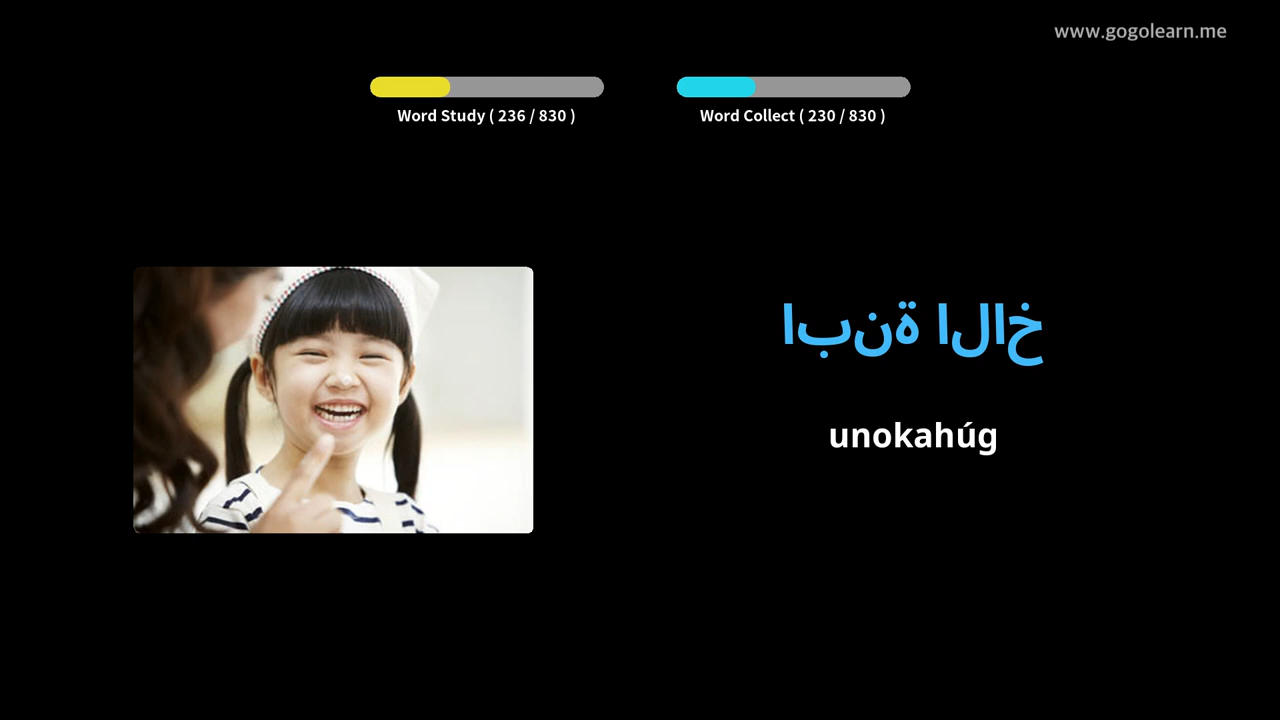 www.gogolearn.me
Word Study ( 236 / 830 )
Word Collect ( 230 / 830 )
ابنة الاخ
unokahúg